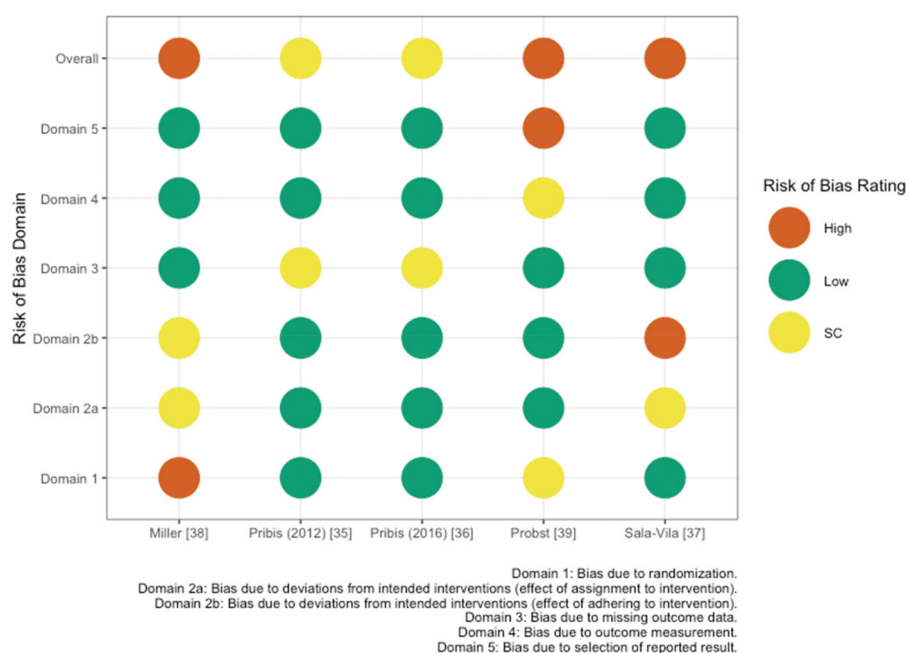 Overall
Domain 5
Domain 4
Domain 3
Domain 2b
Domain 2a
Domain 1
Risk of Bias Domain
Miller [38]
Pribis (2012) [35]
Pribis (2016) [36]
Probst [39]
Sala-Vila [37]
Risk of Bias Rating
High
Low
SC
Domain 1: Bias due to randomization.
Domain 2a: Bias due to deviations from intended interventions (effect of assignment to intervention).
Domain 2b: Bias due to deviations from intended interventions (effect of adhering to intervention).
Domain 3: Bias due to missing outcome data.
Domain 4: Bias due to outcome measurement.
Domain 5: Bias due to selection of reported result.